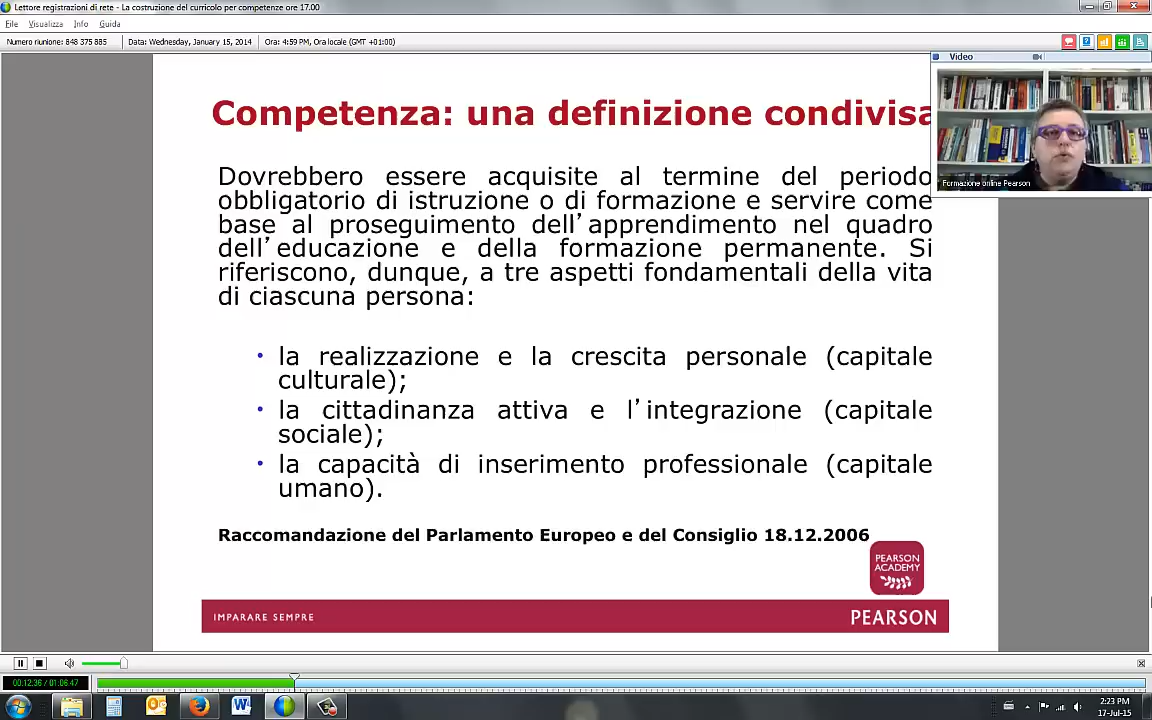 Lettore registrazioni di rete - La costruzione del curricolo per competenze ore 17.00
File Visualizza Info Guida
Numero riunione: 848 375 885 Data: Wednesday, January 15, 2014 Ora: 4:59 PM, Ora locale (GMT +01:00)
Video
Formazione online Pearson
Competenza: una definizione condivisa
Dovrebbero essere acquisite al termine del periodo
obbligatorio di istruzione o di formazione e servire come
base al proseguimento dell'apprendimento nel quadro
dell'educazione e della formazione permanente. Si
riferiscono, dunque, a tre aspetti fondamentali della vita
di ciascuna persona:
• la realizzazione e la crescita personale (capitale
culturale);
• la cittadinanza attiva e l'integrazione (capitale
sociale);
• la capacità di inserimento professionale (capitale
umano).
Raccomandazione del Parlamento Europeo e del Consiglio 18.12.2006
PEARSON
ACADEMY
IMPARARE SEMPRE PEARSON
00:12:36 / 01:06:47
2:23 PM
17-Jul-15